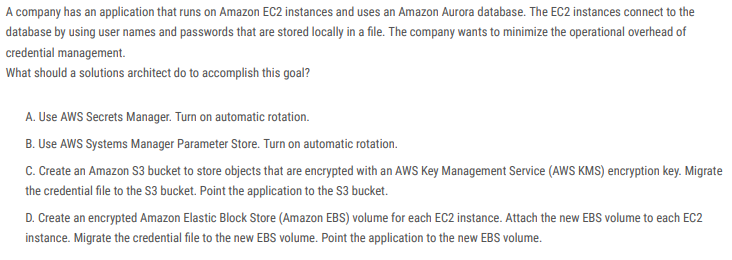 A company has an application that runs on Amazon EC2 instances and uses an Amazon Aurora database. The EC2 instances connect to the
database by using user names and passwords that are stored locally in a file. The company wants to minimize the operational overhead of
credential management.
What should a solutions architect do to accomplish this goal?
A. Use AWS Secrets Manager. Turn on automatic rotation.
B. Use AWS Systems Manager Parameter Store. Turn on automatic rotation.
C. Create an Amazon S3 bucket to store objects that are encrypted with an AWS Key Management Service (AWS KMS) encryption key. Migrate
the credential file to the S3 bucket. Point the application to the S3 bucket.
D. Create an encrypted Amazon Elastic Block Store (Amazon EBS) volume for each EC2 instance. Attach the new EBS volume to each EC2
instance. Migrate the credential file to the new EBS volume. Point the application to the new EBS volume.